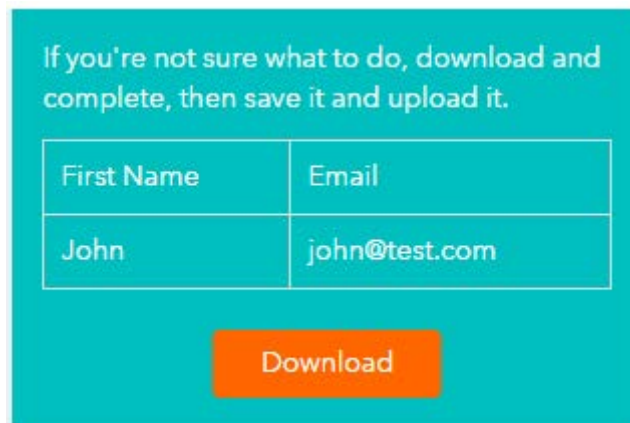 If you're not sure what to do, download and
complete, then save it and upload it.
First Name Email
John john@test.com
Download